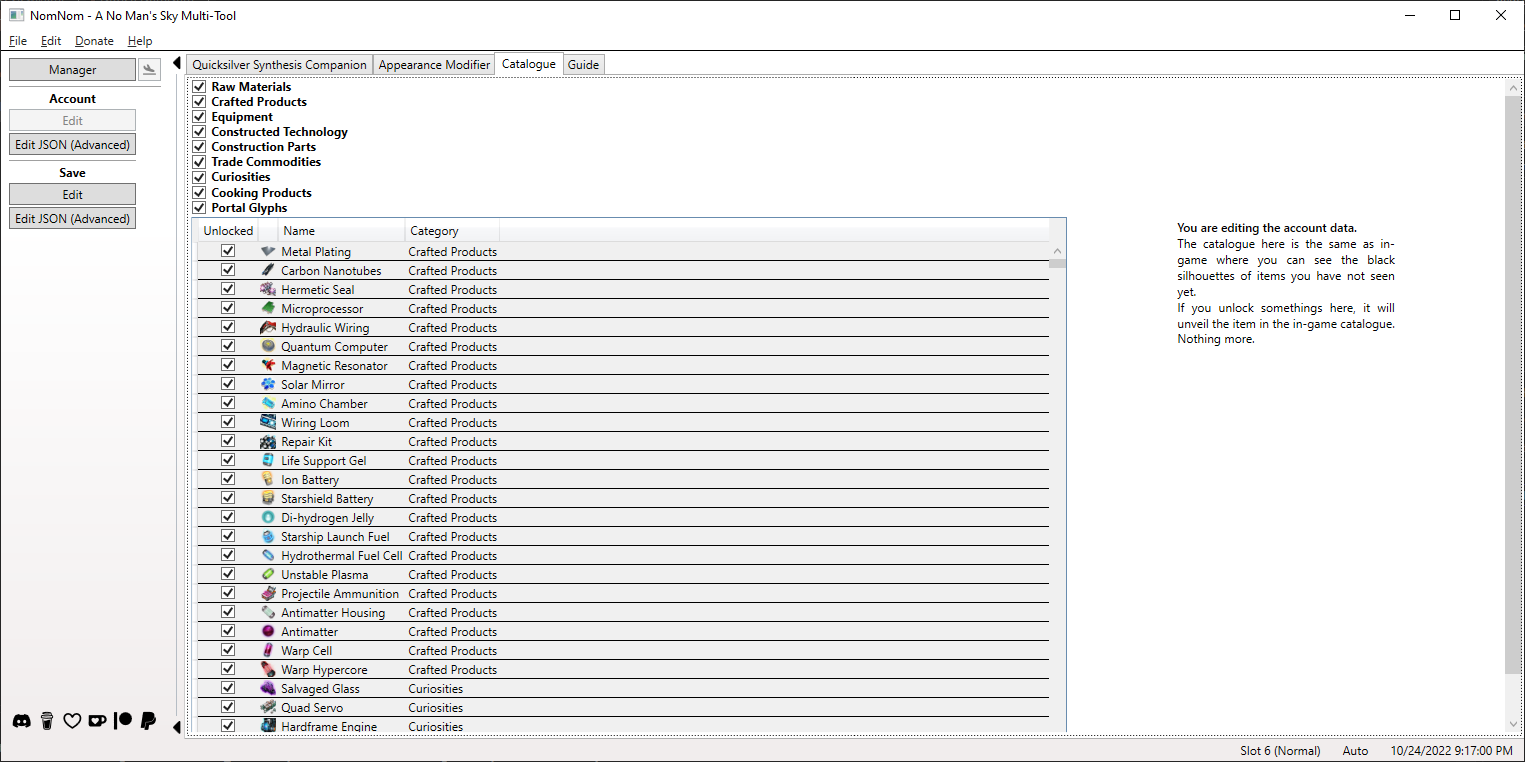 NomNom - A No Man's Sky Multi-Tool
File Edit Donate Help
Manager
Account
Edit
Edit JSON (Advanced)
Save
Edit
Edit JSON (Advanced)
Quicksilver Synthesis Companion Appearance Modifier Catalogue Guide
Raw Materials
Crafted Products
Equipment
Constructed Technology
Construction Parts
Trade Commodities
Curiosities
Cooking Products
Portal Glyphs
Unlocked Name Category
Metal Plating Crafted Products
Carbon Nanotubes Crafted Products
Hermetic Seal Crafted Products
Microprocessor Crafted Products
Hydraulic Wiring Crafted Products
Quantum Computer Crafted Products
Magnetic Resonator Crafted Products
Solar Mirror Crafted Products
Amino Chamber Crafted Products
Wiring Loom Crafted Products
Repair Kit Crafted Products
Life Support Gel Crafted Products
Ion Battery Crafted Products
Starshield Battery Crafted Products
Di-hydrogen Jelly Crafted Products
Starship Launch Fuel Crafted Products
Hydrothermal Fuel Cell Crafted Products
Unstable Plasma Crafted Products
Projectile Ammunition Crafted Products
Antimatter Housing Crafted Products
Antimatter Crafted Products
Warp Cell Crafted Products
Warp Hypercore Crafted Products
Salvaged Glass Curiosities
Quad Servo Curiosities
Hardframe Engine Curiosities
You are editing the account data.
The catalogue here is the same as in-
game where you can see the black
silhouettes of items you have not seen
yet.
If you unlock somethings here, it will
unveil the item in the in-game catalogue.
Nothing more.
Slot 6 (Normal) Auto 10/24/2022 9:17:00 PM